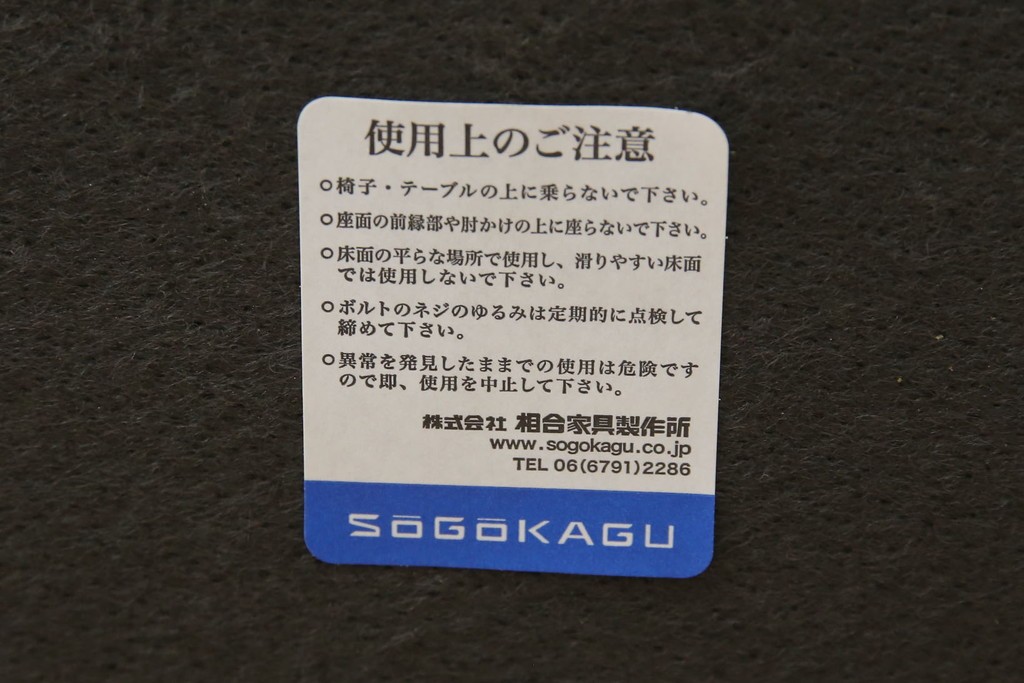 使用上のご注意
○椅子・テーブルの上に乗らないで下さい。
○座面の前縁部や肘かけの上に座らないで下さい。
○床面の平らな場所で使用し、滑りやすい床面
では使用しないで下さい。
○ボルトのネジのゆるみは定期的に点検して
締めて下さい。
○異常を発見したままでの使用は危険です
ので即、使用を中止して下さい。
株式会社 相合家具製作所
www.sogokagu.co.jp
TEL 06(6791)2286
SōGōKAGU